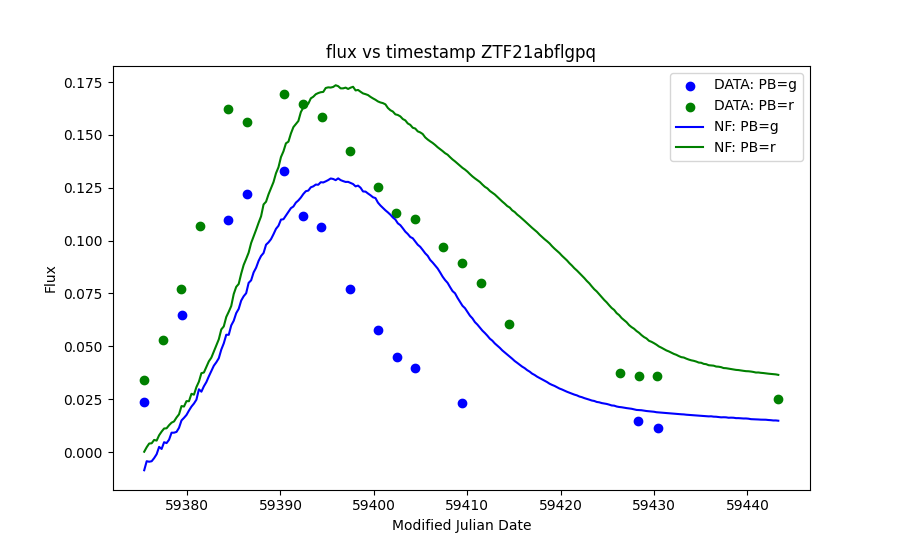 flux vs timestamp ZTF21abflgpq
DATA: PB=g
DATA: PB=r
NF: PB=g
NF: PB=r
0.175
0.150
0.125
0.100
0.075
0.050
0.025
0.000
Flux
59380 59390 59400 59410 59420 59430 59440
Modified Julian Date